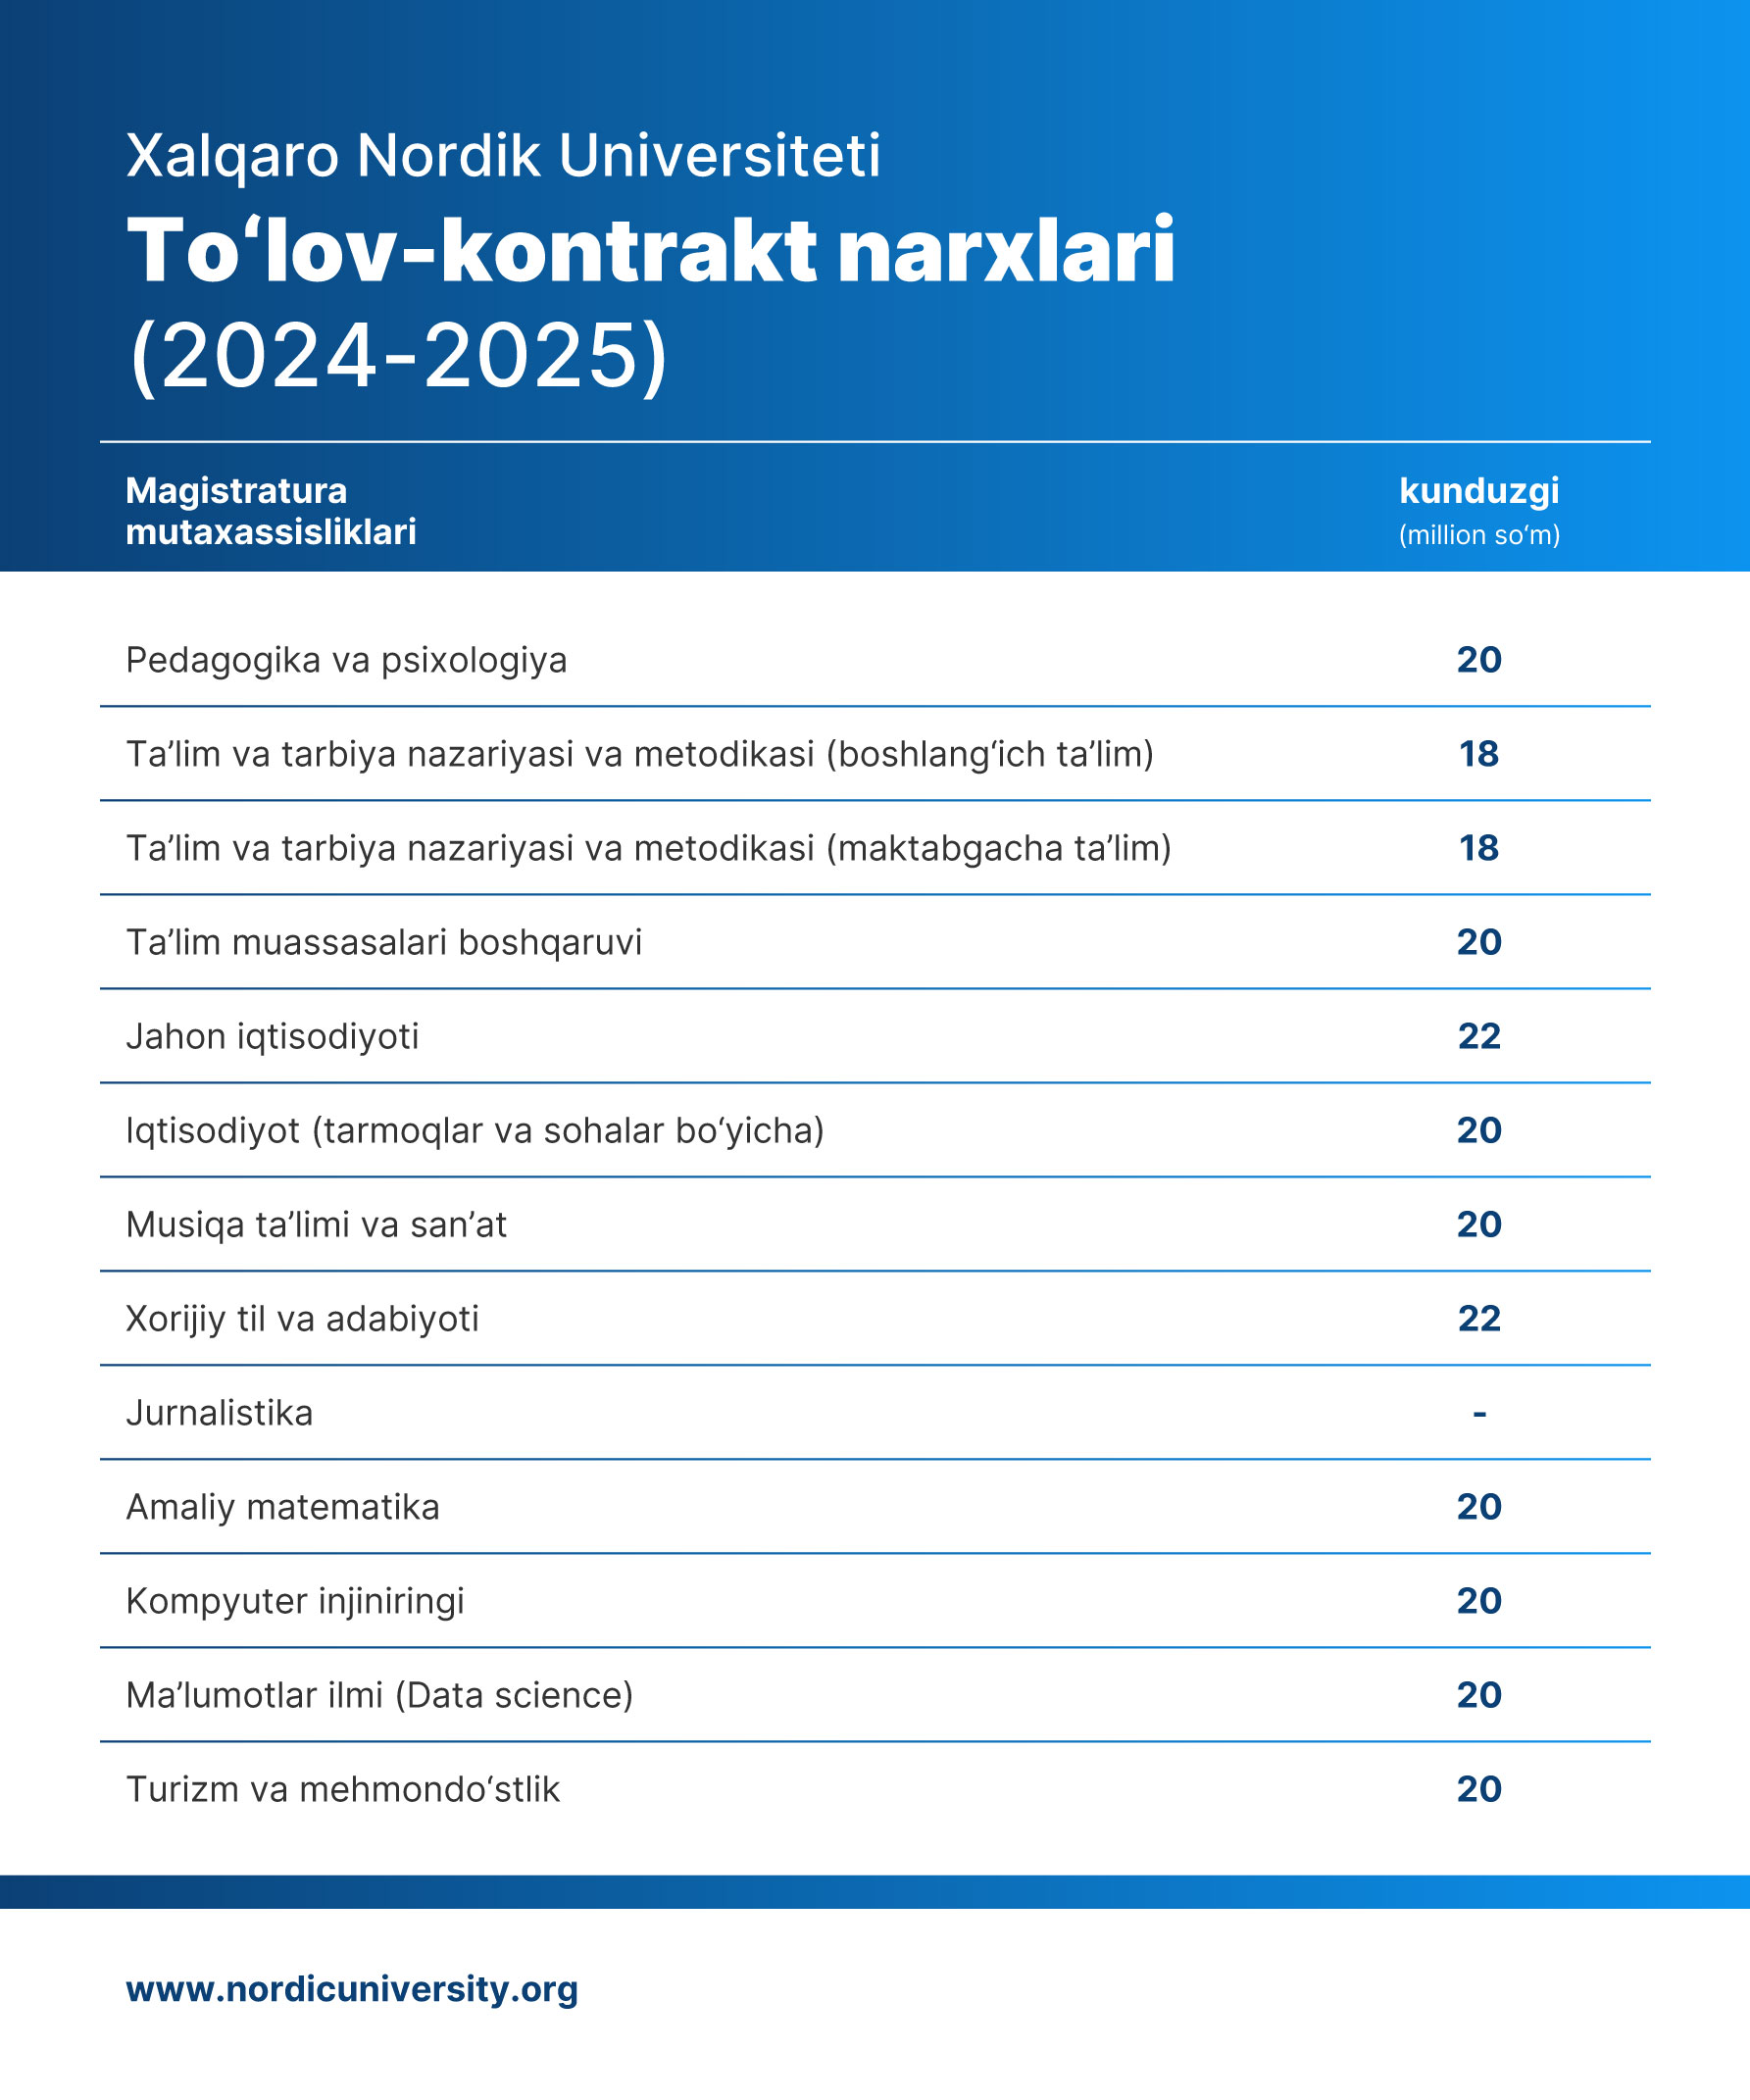 Xalqaro Nordik Universiteti
To‘lov-kontrakt narxlari
(2024-2025)
Magistratura
mutaxassisliklari
kunduzgi
(million so‘m)
Pedagogika va psixologiya 20
Ta’lim va tarbiya nazariyasi va metodikasi (boshlang‘ich ta’lim) 18
Ta’lim va tarbiya nazariyasi va metodikasi (maktabgacha ta’lim) 18
Ta’lim muassasalari boshqaruvi 20
Jahon iqtisodiyoti 22
Iqtisodiyot (tarmoqlar va sohalar bo‘yicha) 20
Musiqa ta’limi va san’at 20
Xorijiy til va adabiyoti 22
Jurnalistika -
Amaliy matematika 20
Kompyuter injiniringi 20
Ma’lumotlar ilmi (Data science) 20
Turizm va mehmondo‘stlik 20
www.nordicuniversity.org